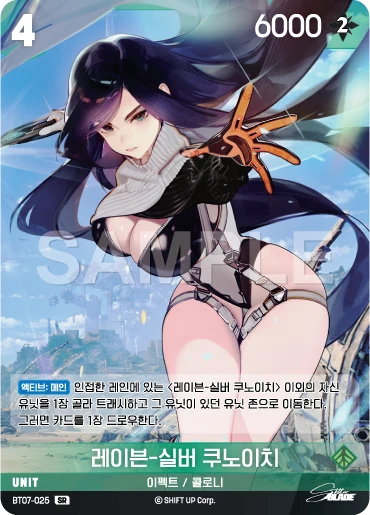 4
6000 2
SAMPLE
액티브: 메인 인접한 레인에 있는 <레이븐-실버 쿠노이치> 이외의 자신
유닛을 1장 골라 트래시하고 그 유닛이 있던 유닛 존으로 이동한다.
그러면 카드를 1장 드로우한다.
레이븐-실버 쿠노이치
UNIT
이펙트 / 콜로니
BT07-025 SR
ⓒ SHIFT UP Corp.
Stellar BLADE